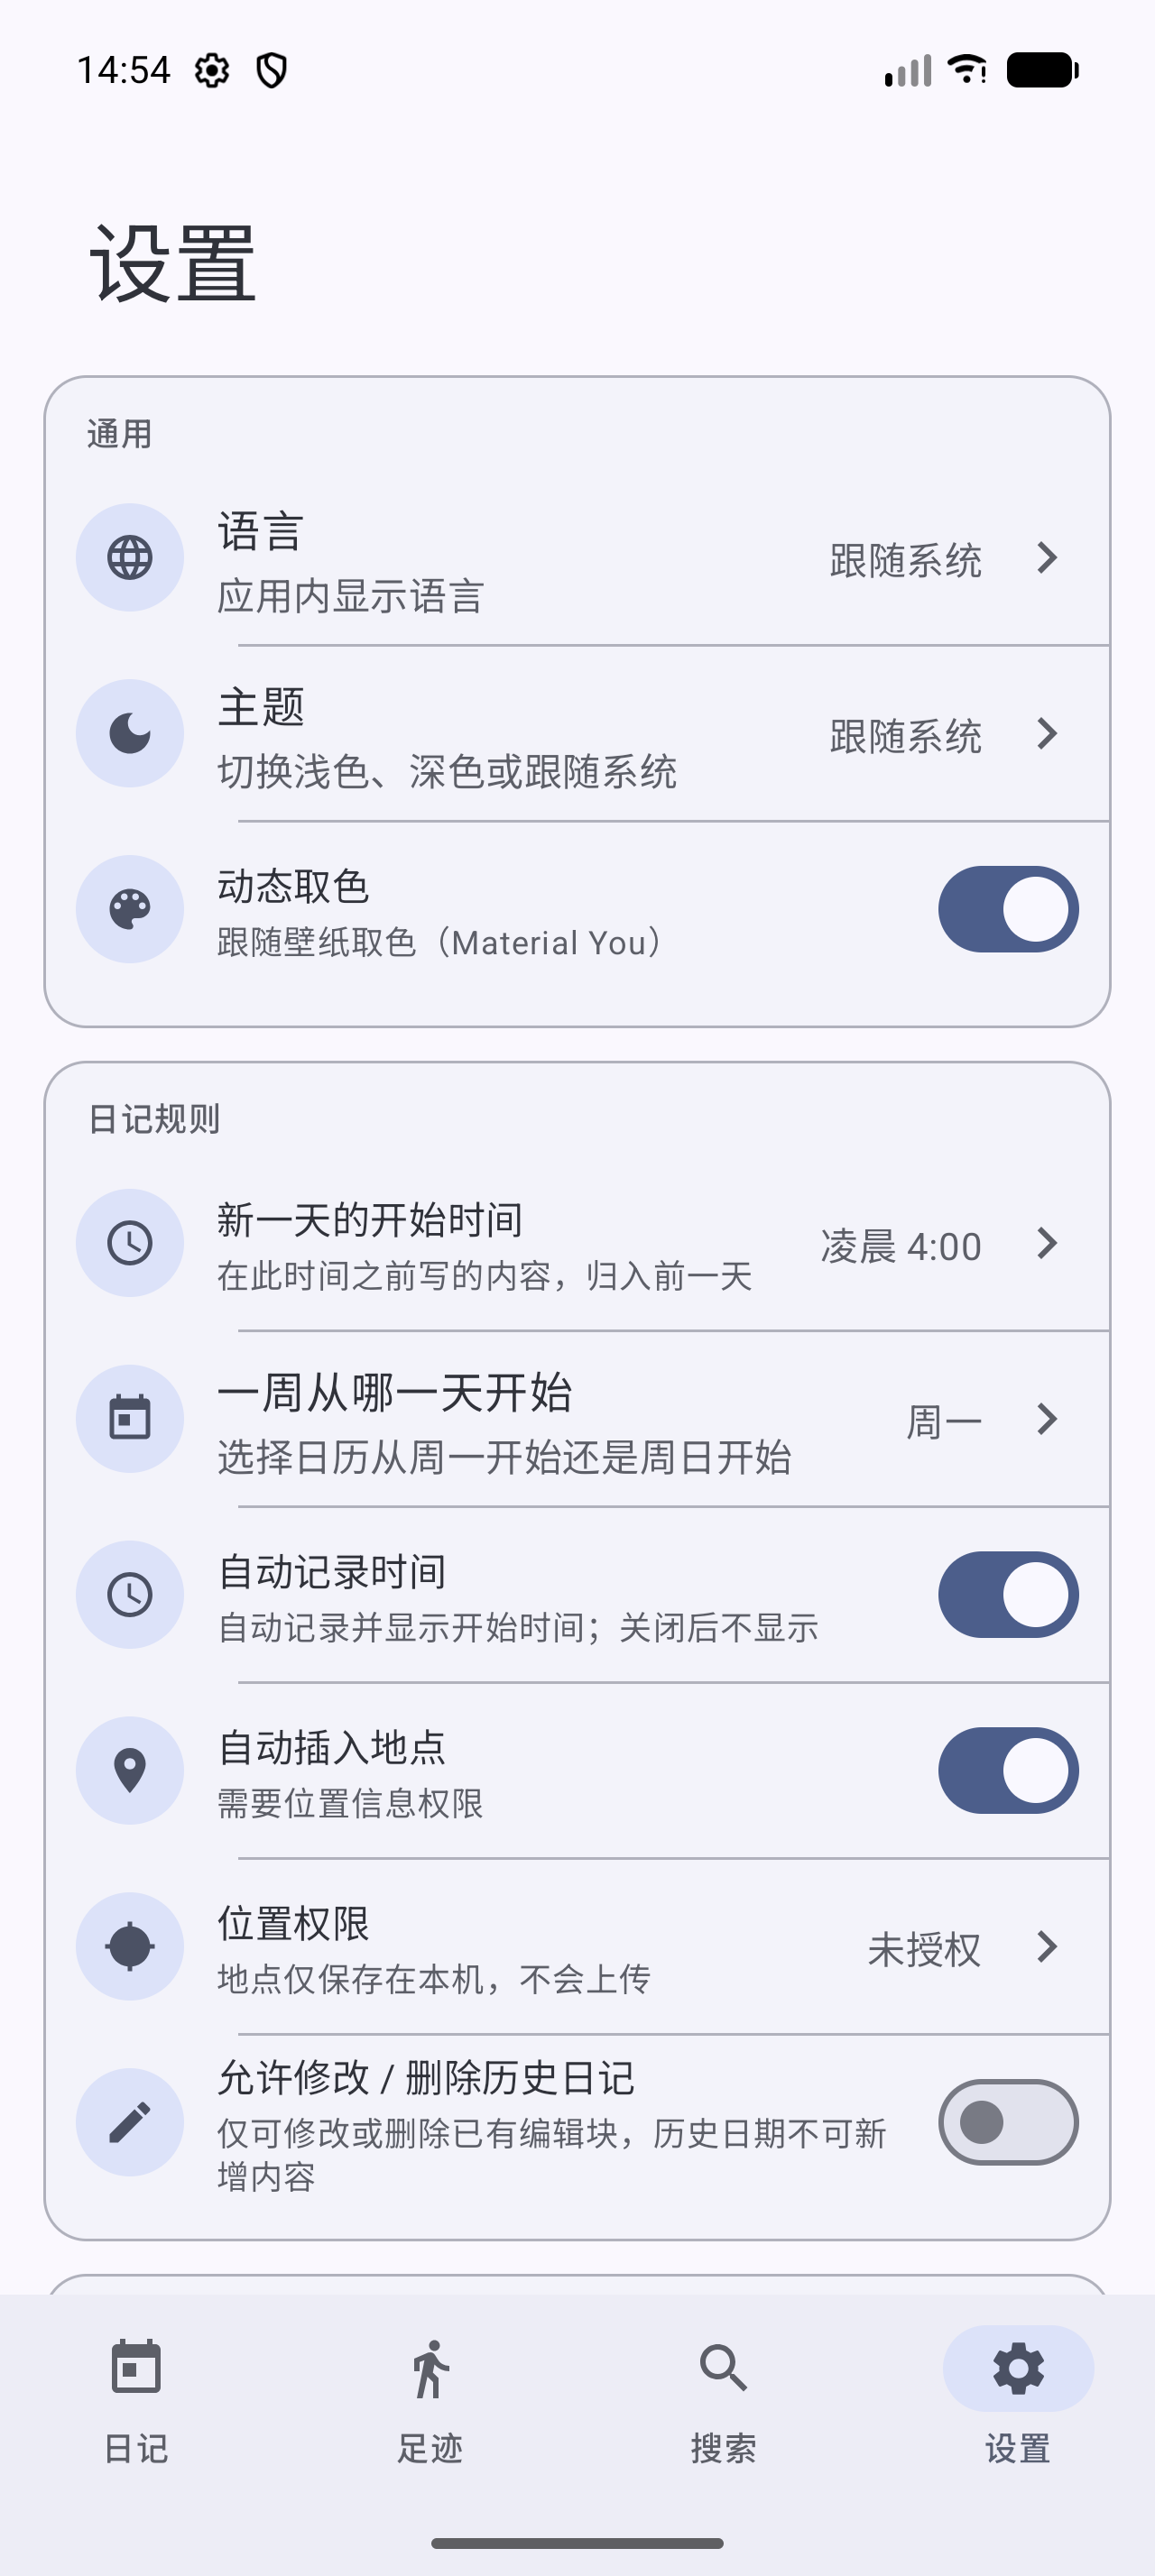 14:54
设置
通用
语言
应用内显示语言
跟随系统
主题
切换浅色、深色或跟随系统
跟随系统
动态取色
跟随壁纸取色（Material You）
日记规则
新一天的开始时间
在此时间之前写的内容，归入前一天
凌晨 4:00
一周从哪一天开始
选择日历从周一开始还是周日开始
周一
自动记录时间
自动记录并显示开始时间；关闭后不显示
自动插入地点
需要位置信息权限
位置权限
地点仅保存在本机，不会上传
未授权
允许修改 / 删除历史日记
仅可修改或删除已有编辑块，历史日期不可新
增内容
日记
足迹
搜索
设置